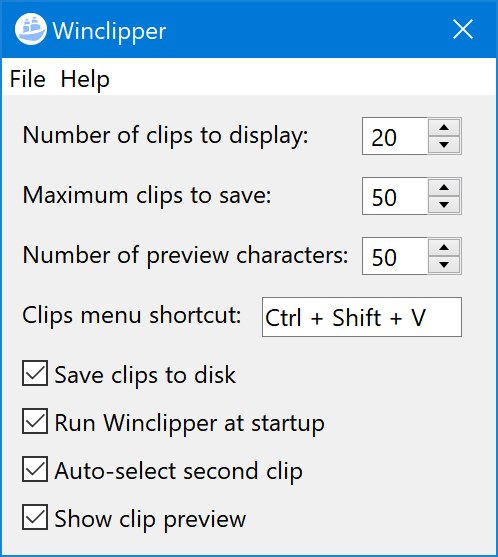 Winclipper
File Help
Number of clips to display: 20
Maximum clips to save: 50
Number of preview characters: 50
Clips menu shortcut: Ctrl + Shift + V
Save clips to disk
Run Winclipper at startup
Auto-select second clip
Show clip preview